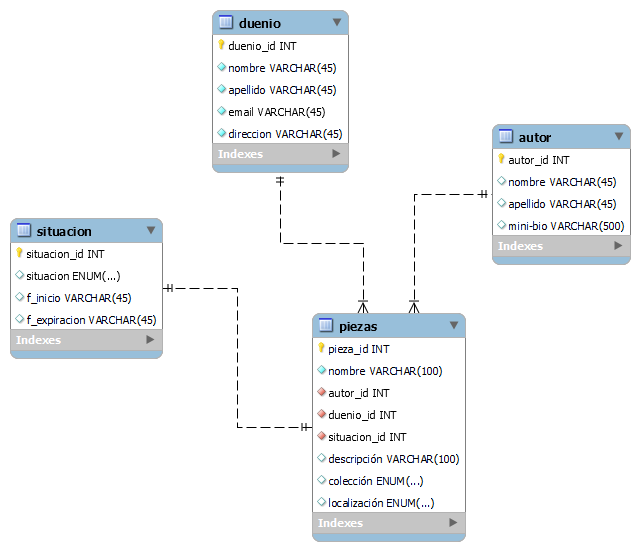 duenio
duenio_id INT
nombre VARCHAR(45)
apellido VARCHAR(45)
email VARCHAR(45)
direccion VARCHAR(45)
Indexes
autor
autor_id INT
nombre VARCHAR(45)
apellido VARCHAR(45)
mini-bio VARCHAR(500)
Indexes
situacion
situacion_id INT
situacion ENUM(...)
f_inicio VARCHAR(45)
f_expiracion VARCHAR(45)
Indexes
piezas
pieza_id INT
nombre VARCHAR(100)
autor_id INT
duenio_id INT
situacion_id INT
descripción VARCHAR(100)
colección ENUM(...)
localización ENUM(...)
Indexes